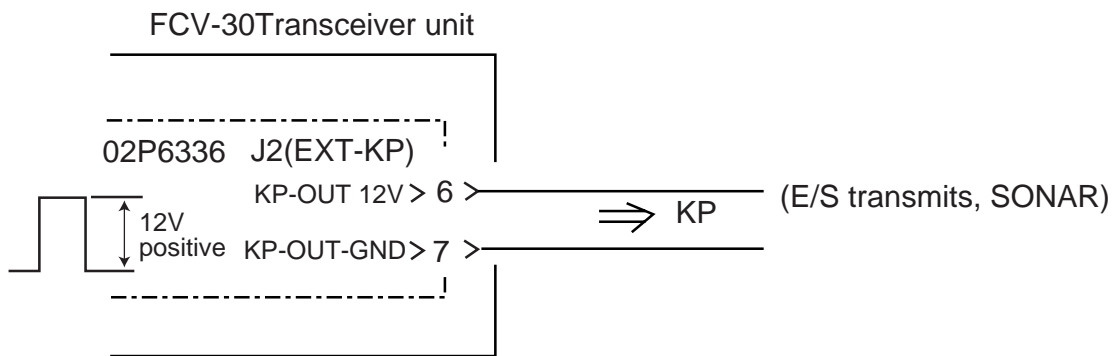 FCV-30Transceiver unit
02P6336 J2(EXT-KP)
KP-OUT 12V 6
KP (E/S transmits, SONAR)
12V
positive
KP-OUT-GND 7